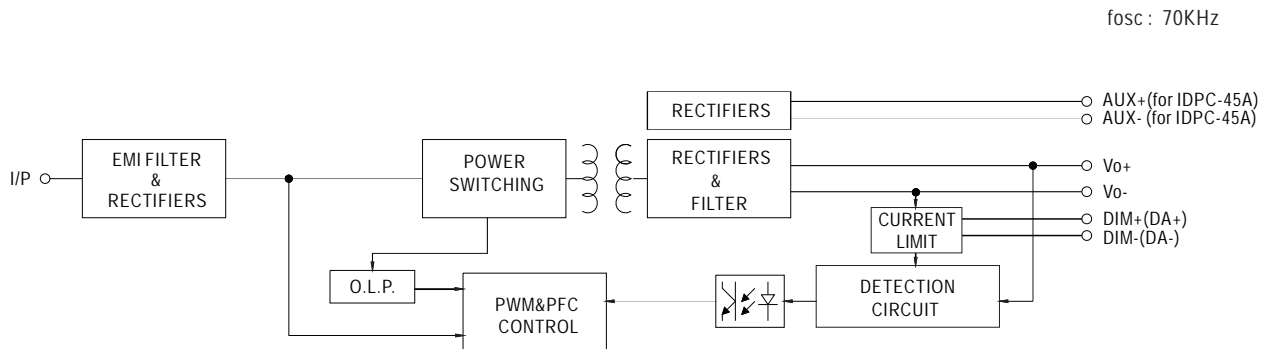 fosc : 70KHz
RECTIFIERS
AUX+(for IDPC-45A)
AUX- (for IDPC-45A)
I/P
EMI FILTER
&
RECTIFIERS
POWER
SWITCHING
RECTIFIERS
&
FILTER
Vo+
Vo-
CURRENT
LIMIT
DIM+(DA+)
DIM-(DA-)
O.L.P.
PWM&PFC
CONTROL
DETECTION
CIRCUIT